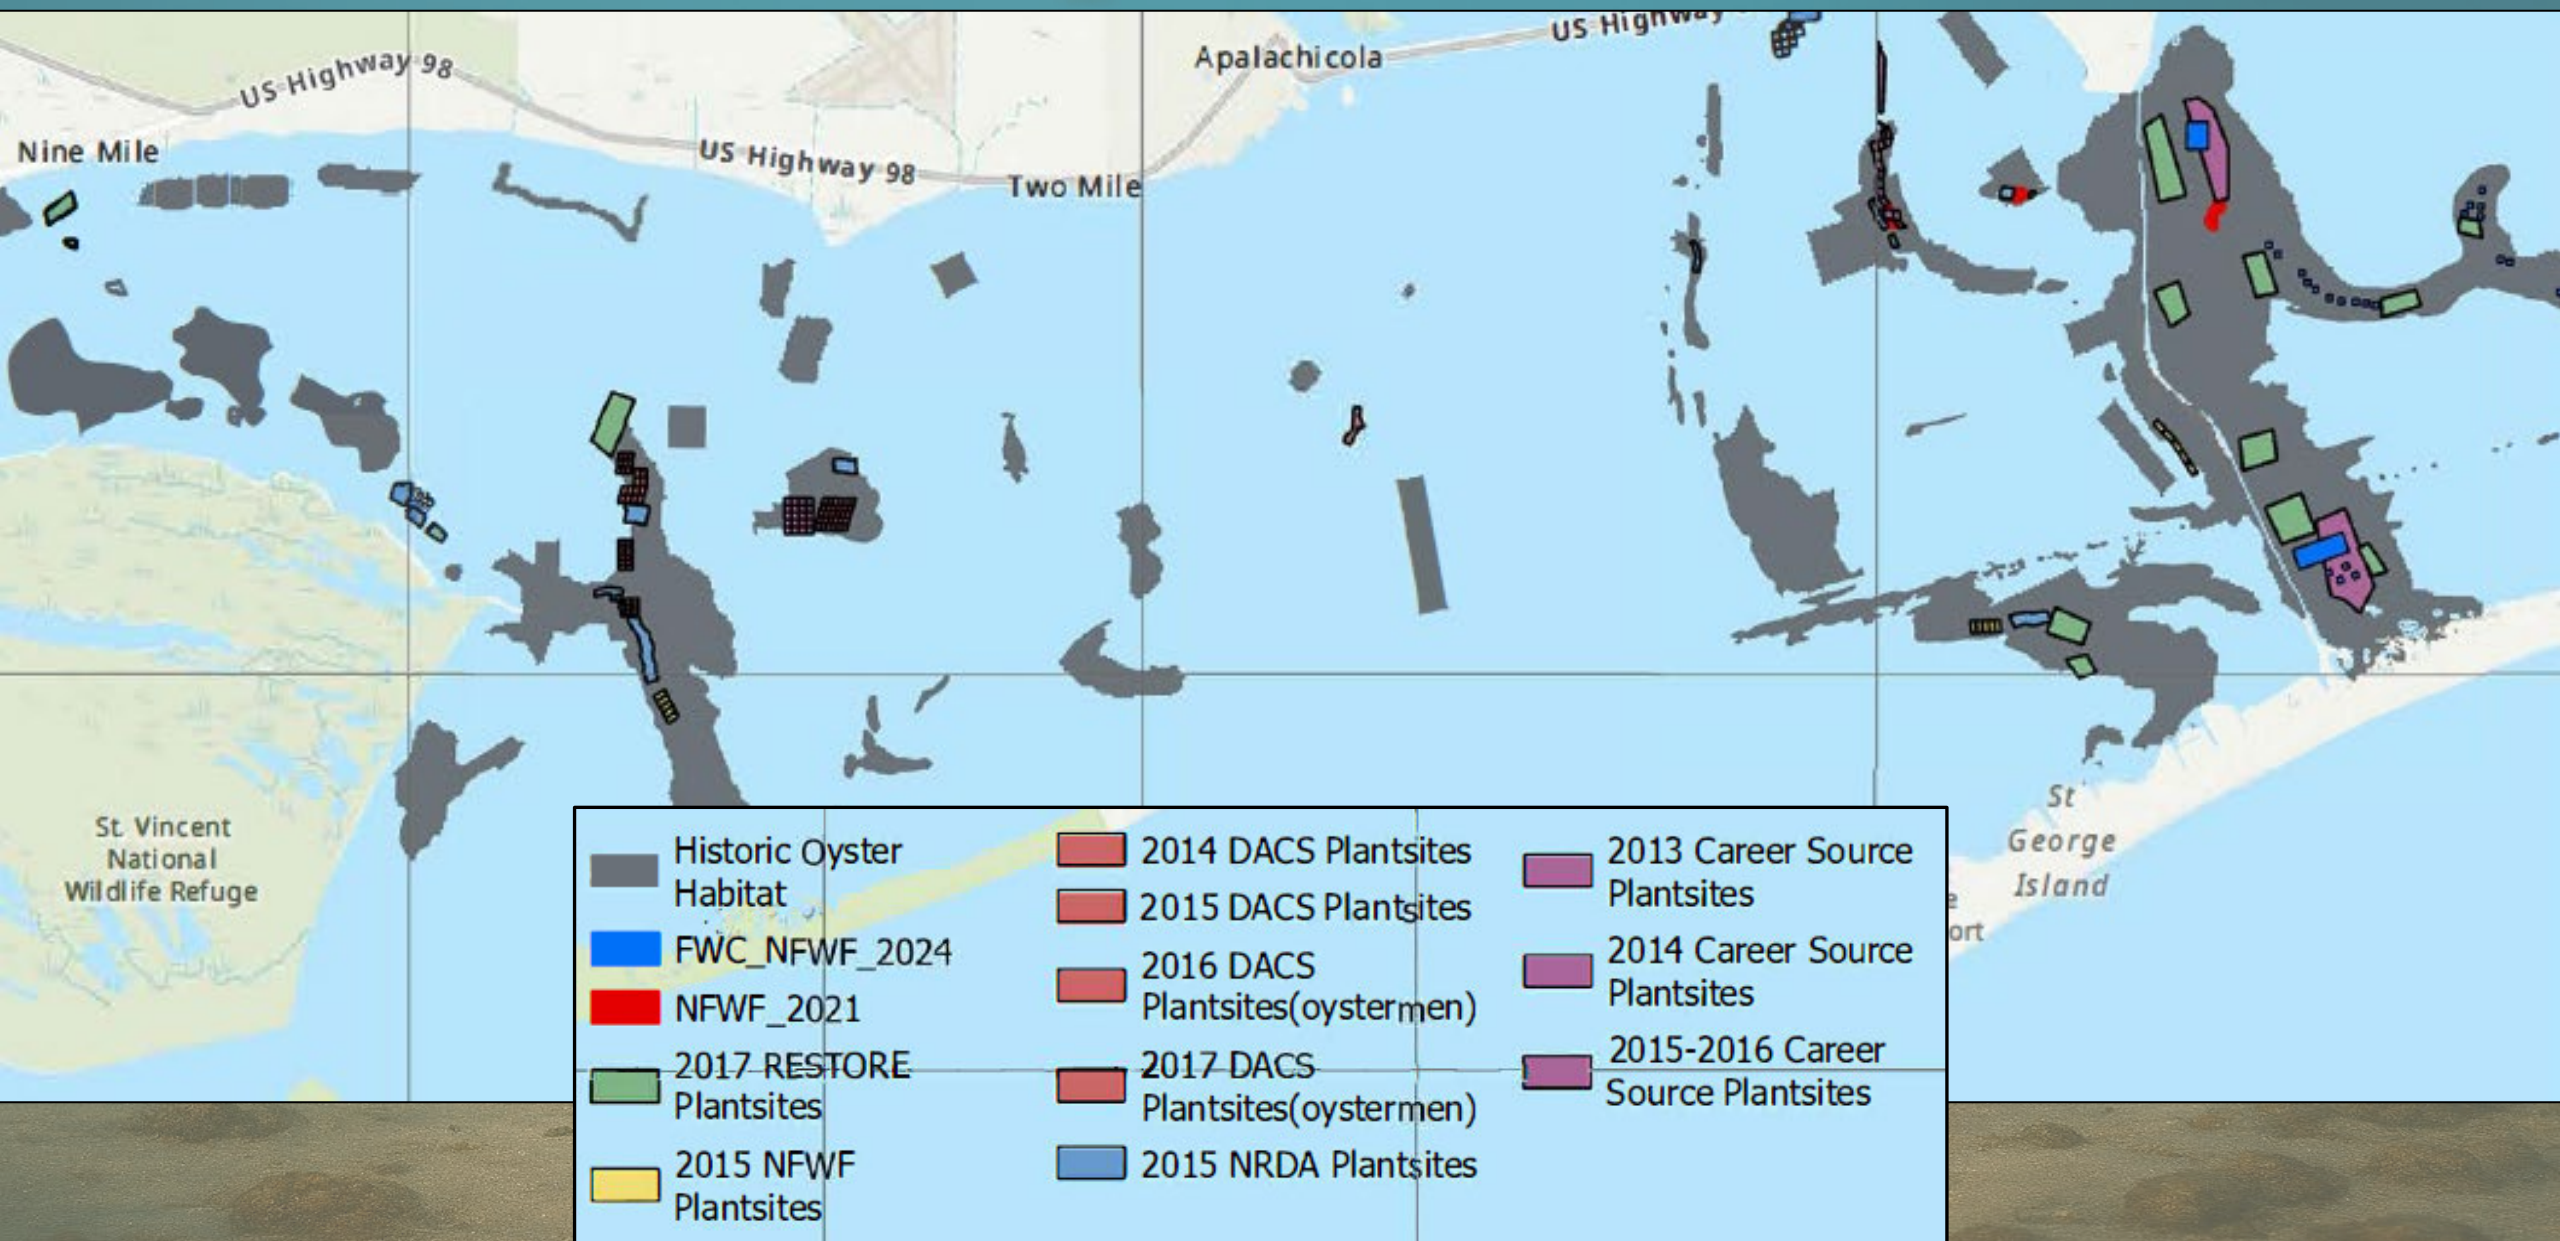 US Highway
Apalachicola
US Highway 98
Nine Mile
US Highway 98
Two Mile
St. Vincent
National
Wildlife Refuge
St
George
Island
e
ort
Historic Oyster
Habitat
FWC_NFWF_2024
NFWF_2021
2017 RESTORE
Plantsites
2015 NFWF
Plantsites
2014 DACS Plantsites
2015 DACS Plantsites
2016 DACS
Plantsites(oystermen)
2017 DACS
Plantsites(oystermen)
2015 NRDA Plantsites
2013 Career Source
Plantsites
2014 Career Source
Plantsites
2015-2016 Career
Source Plantsites